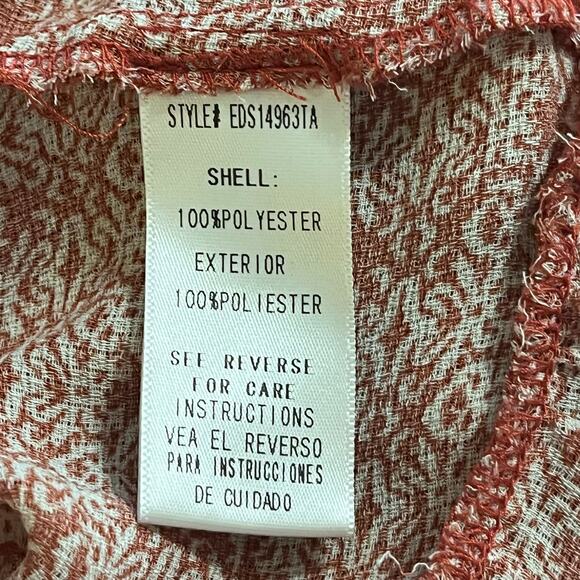 STYLE# EDS14963TA
SHELL:
100%POLYESTER
EXTERIOR
100%POLIESTER
SEE REVERSE
FOR CARE
INSTRUCTIONS
VEA EL REVERSO
PARA INSTRUCCIONES
DE CUIDADO